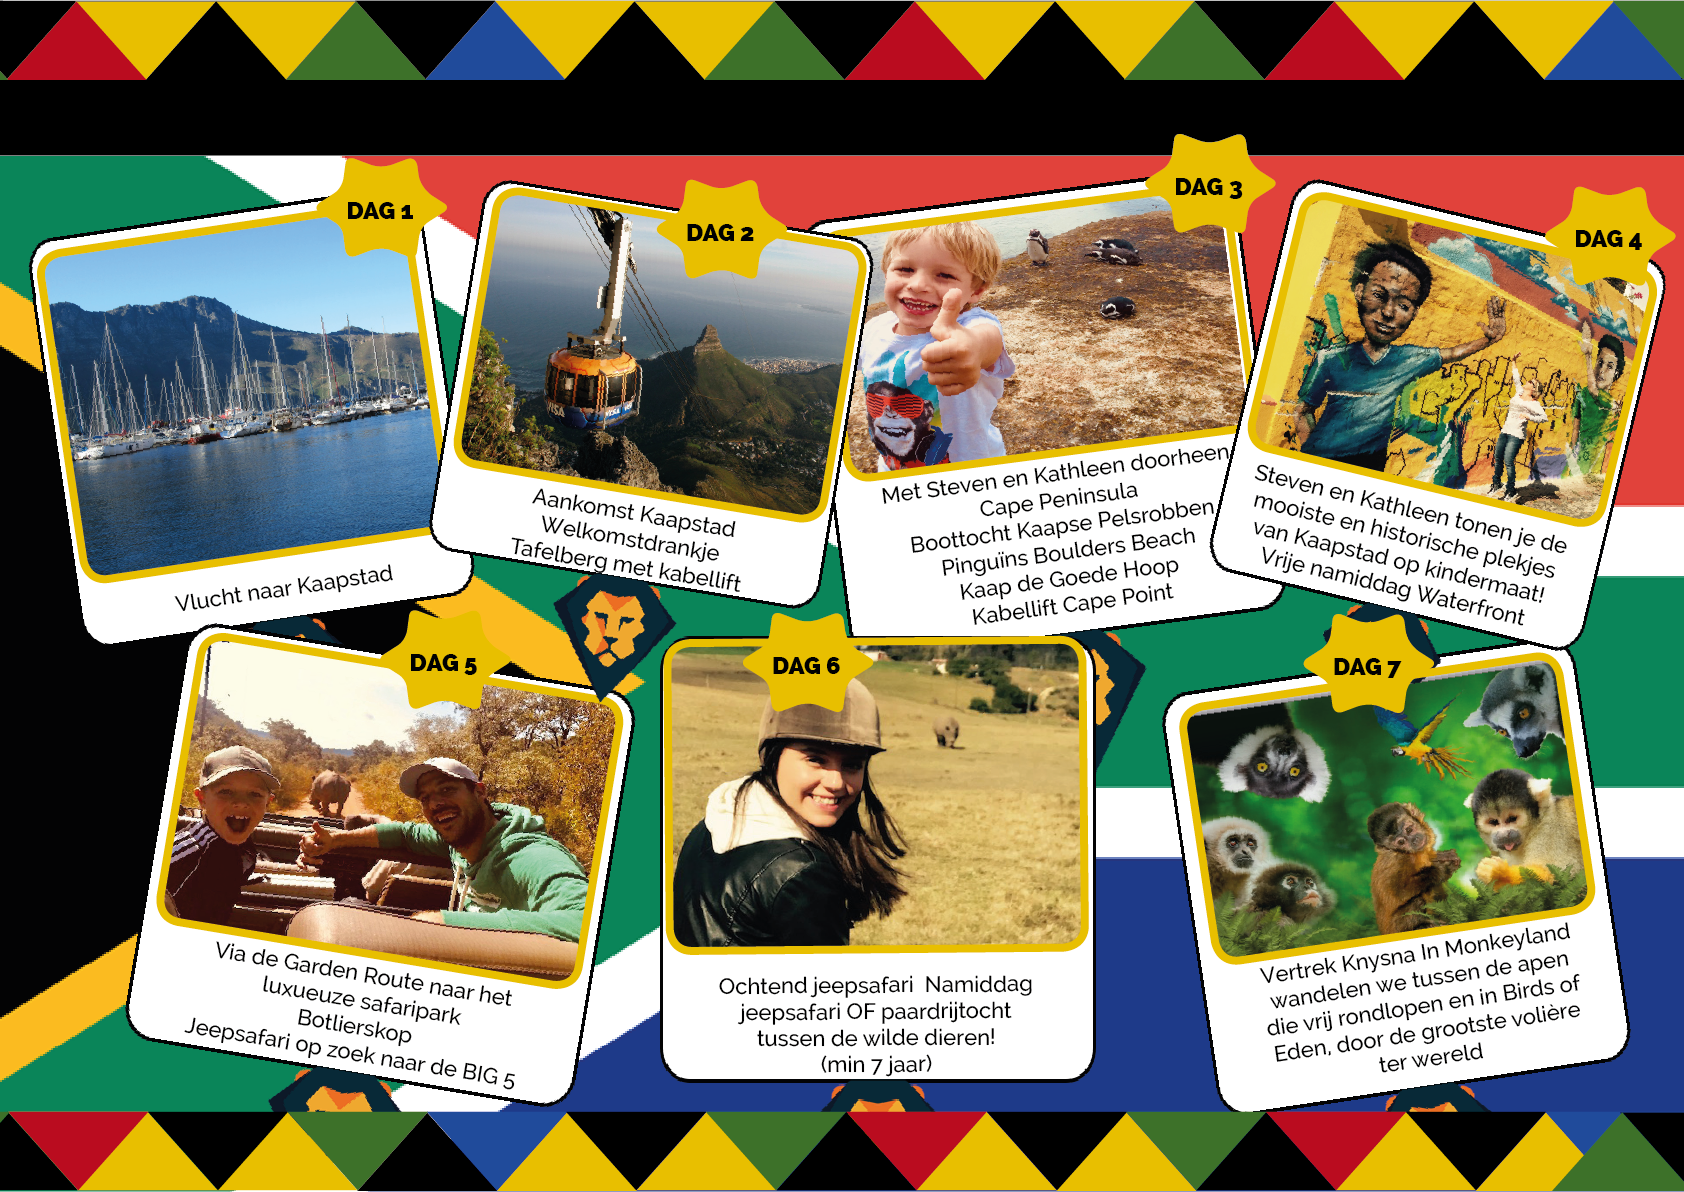 DAG 1
Vlucht naar Kaapstad
DAG 2
VISA
VISA
Aankomst Kaapstad
Welkomstdrankje
Tafelberg met kabellift
DAG 3
Met Steven en Kathleen doorheen
Cape Peninsula
Boottocht Kaapse Pelsrobben
Pinguïns Boulders Beach
Kaap de Goede Hoop
Kabellift Cape Point
DAG 4
Steven en Kathleen tonen je de
mooiste en historische plekjes
van Kaapstad op kindermaat!
Vrije namiddag Waterfront
DAG 5
Via de Garden Route naar het
luxueuze safaripark
Botlierskop
Jeepsafari op zoek naar de BIG 5
DAG 6
Ochtend jeepsafari  Namiddag
jeepsafari OF paardrijtocht
tussen de wilde dieren!
(min 7 jaar)
DAG 7
Vertrek Knysna In Monkeyland
wandelen we tussen de apen
die vrij rondlopen en in Birds of
Eden, door de grootste volière
ter wereld